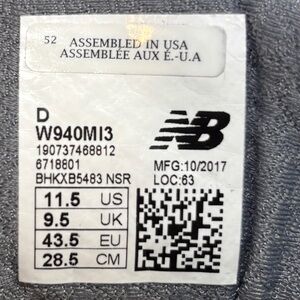 52 ASSEMBLED IN USA
ASSEMBLÉE AUX É.-U.A
D
W940MI3
190737468812
6718801
BHKXB5483 NSR
MFG:10/2017
LOC:63
11.5 US
9.5 UK
43.5 EU
28.5 CM